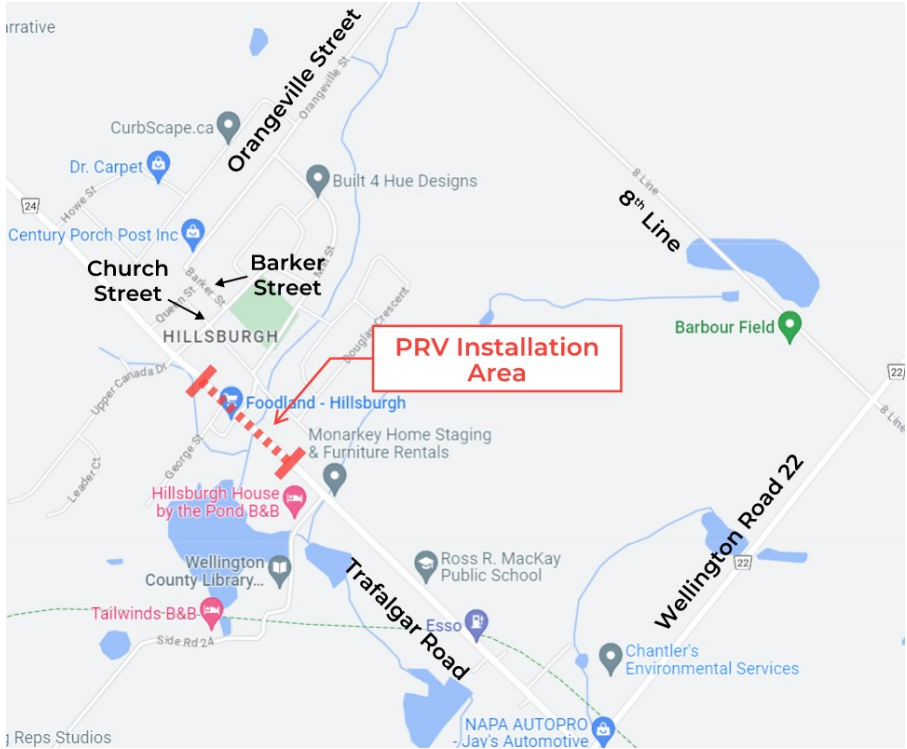 rrative
Orangeville Street
Orangeville St
CurbScape.ca
Dr. Carpet
Built 4 Hue Designs
24
Howe St
8 Line
8th Line
Century Porch Post Inc
Church
Street
Barker
Street
Barker St
Mill St
Queen St
HILLSBURGH
Douglas Crescent
Barbour Field
PRV Installation
Area
Upper Canada Dr
22
8 Line
Foodland - Hillsburgh
George St
Monarkey Home Staging
& Furniture Rentals
Leader Ct
Hillsburgh House
by the Pond B&B
Wellington Road 22
Wellington
County Library...
Ross R. MacKay
Public School
22
Trafalgar Road
Tailwinds B&B
Esso
Side Rd 24
Chantler's
Environmental Services
NAPA AUTOPRO
- Jay's Automotive
g Reps Studios